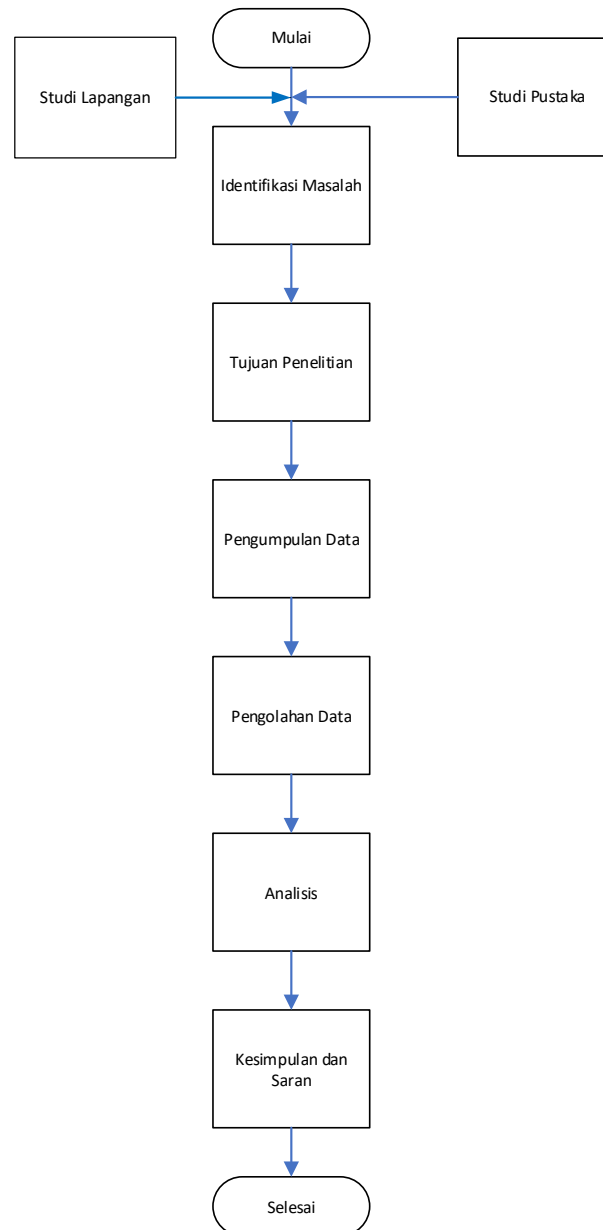 Mulai
Studi Lapangan
Studi Pustaka
Identifikasi Masalah
Tujuan Penelitian
Pengumpulan Data
Pengolahan Data
Analisis
Kesimpulan dan
Saran
Selesai